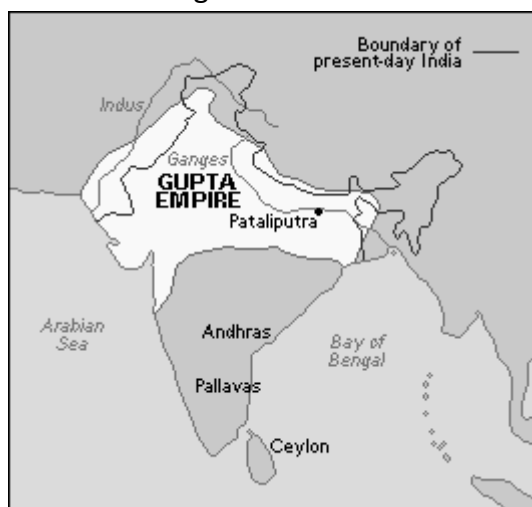 Boundary of
present-day India
Indus
Ganges
GUPTA
EMPIRE
Pataliputra
Arabian
Sea
Andhras
Bay of
Bengal
Pallavas
Ceylon